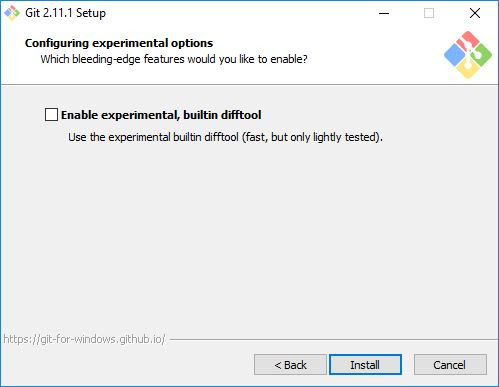 Git 2.11.1 Setup
Configuring experimental options
Which bleeding-edge features would you like to enable?
Enable experimental, builtin difftool
Use the experimental builtin difftool (fast, but only lightly tested).
https://git-for-windows.github.io/
< Back Install Cancel